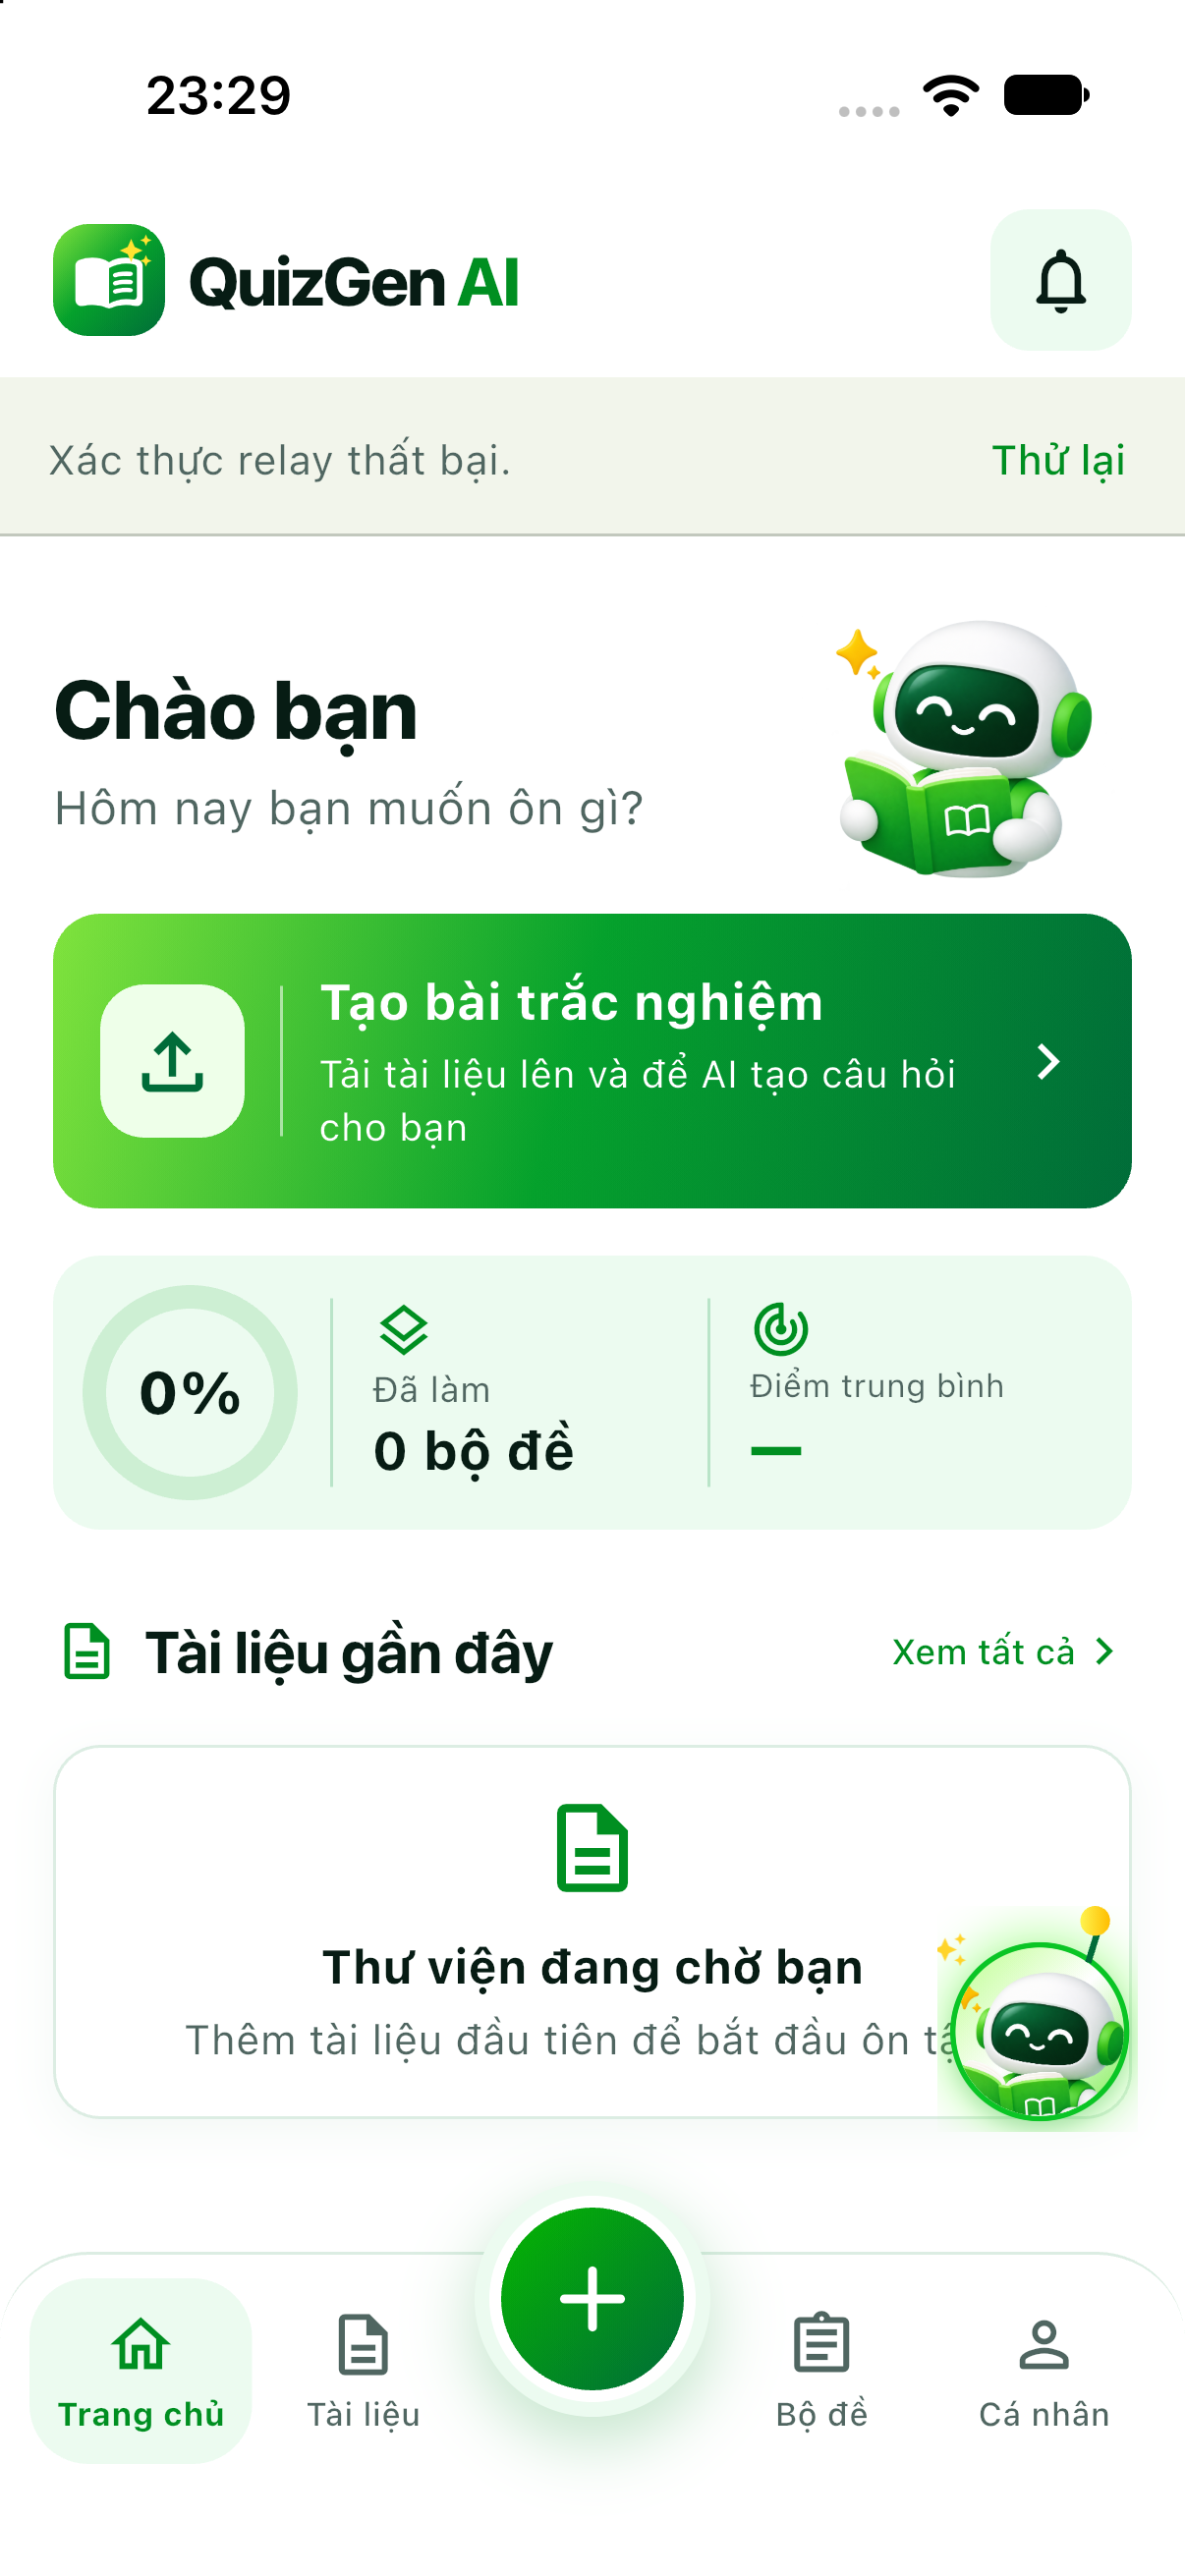 23:29
QuizGen AI
Xác thực relay thất bại.
Thử lại
Chào bạn
Hôm nay bạn muốn ôn gì?
Tạo bài trắc nghiệm
Tải tài liệu lên và để AI tạo câu hỏi
cho bạn
0%
Đã làm
0 bộ đề
Điểm trung bình
—
Tài liệu gần đây
Xem tất cả
Thư viện đang chờ bạn
Thêm tài liệu đầu tiên để bắt đầu ôn
Trang chủ
Tài liệu
Bộ đề
Cá nhân